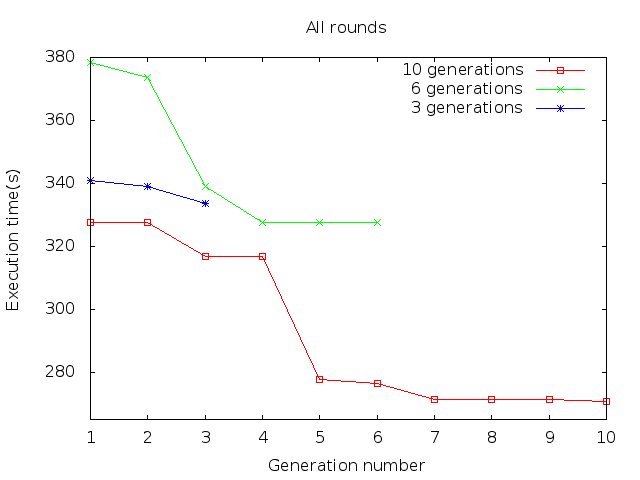 All rounds
10 generations
6 generations
3 generations
380
360
340
320
300
280
Execution time(s)
1 2 3 4 5 6 7 8 9 10
Generation number